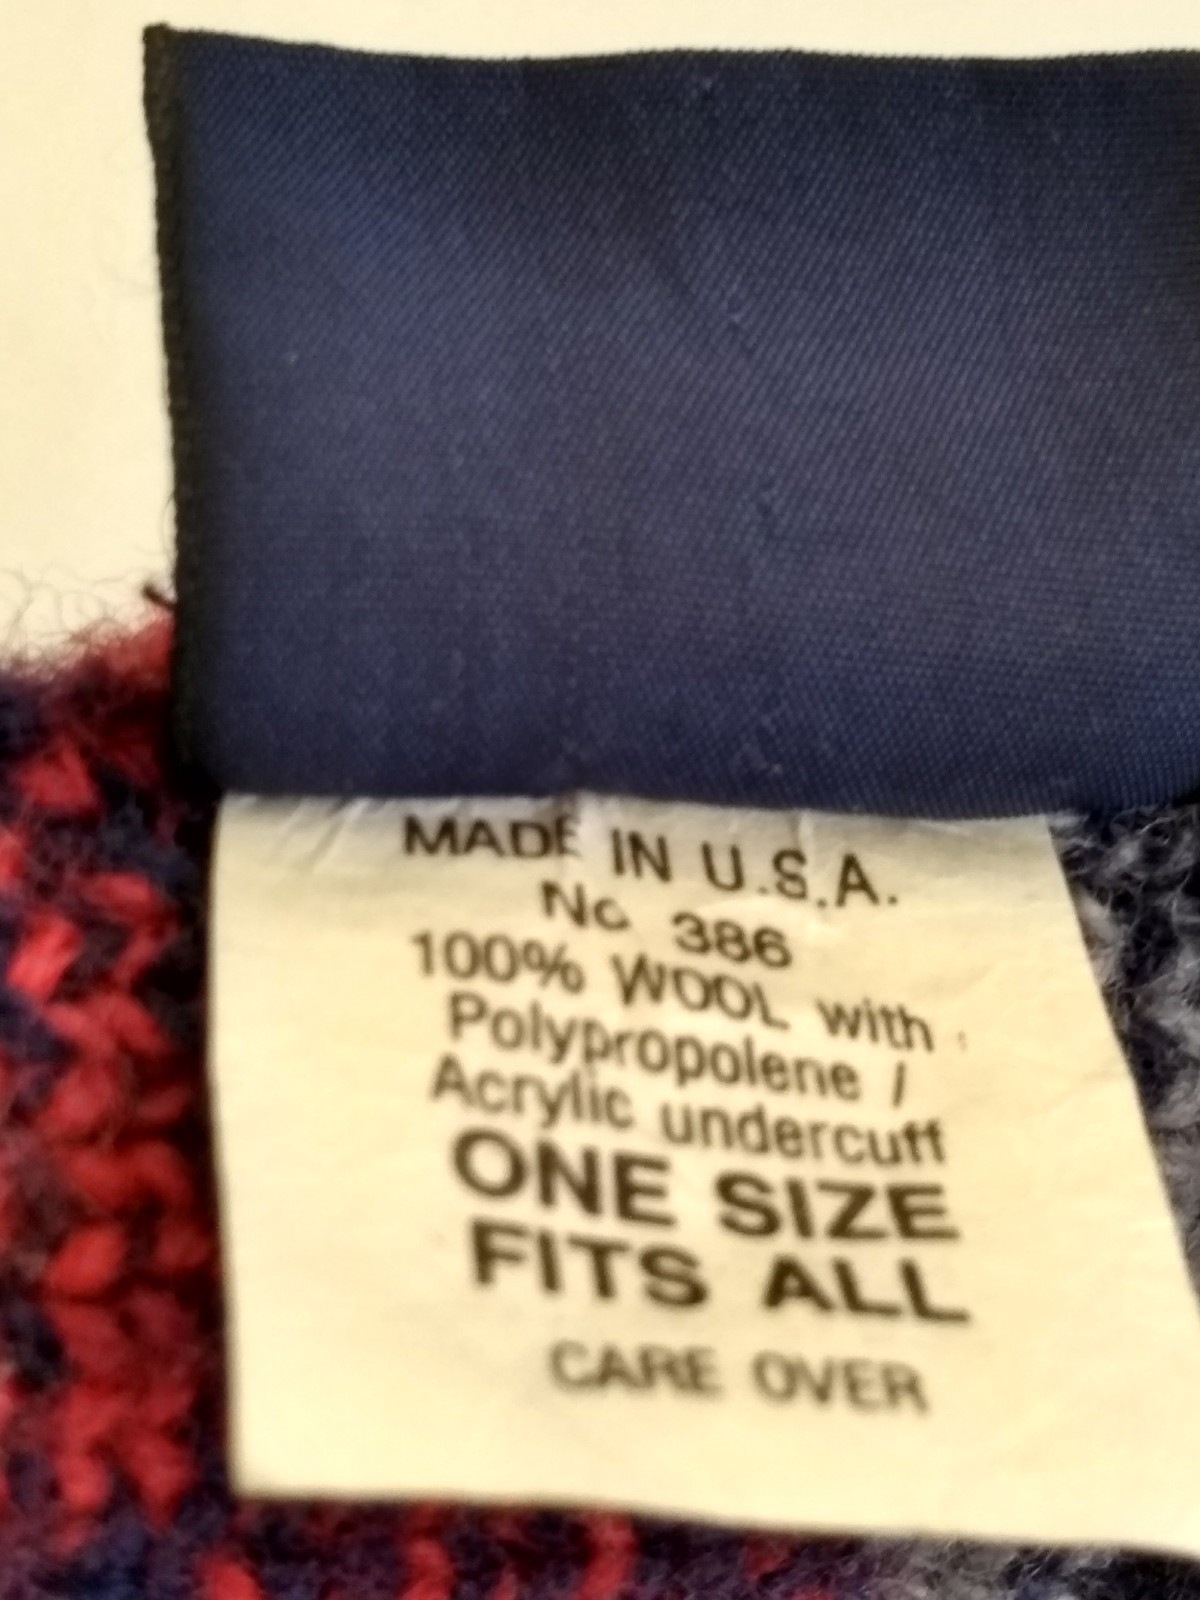 MADE IN U.S.A.
No 386
100% WOOL with
Polypropolene /
Acrylic undercuff
ONE SIZE
FITS ALL
CARE OVER